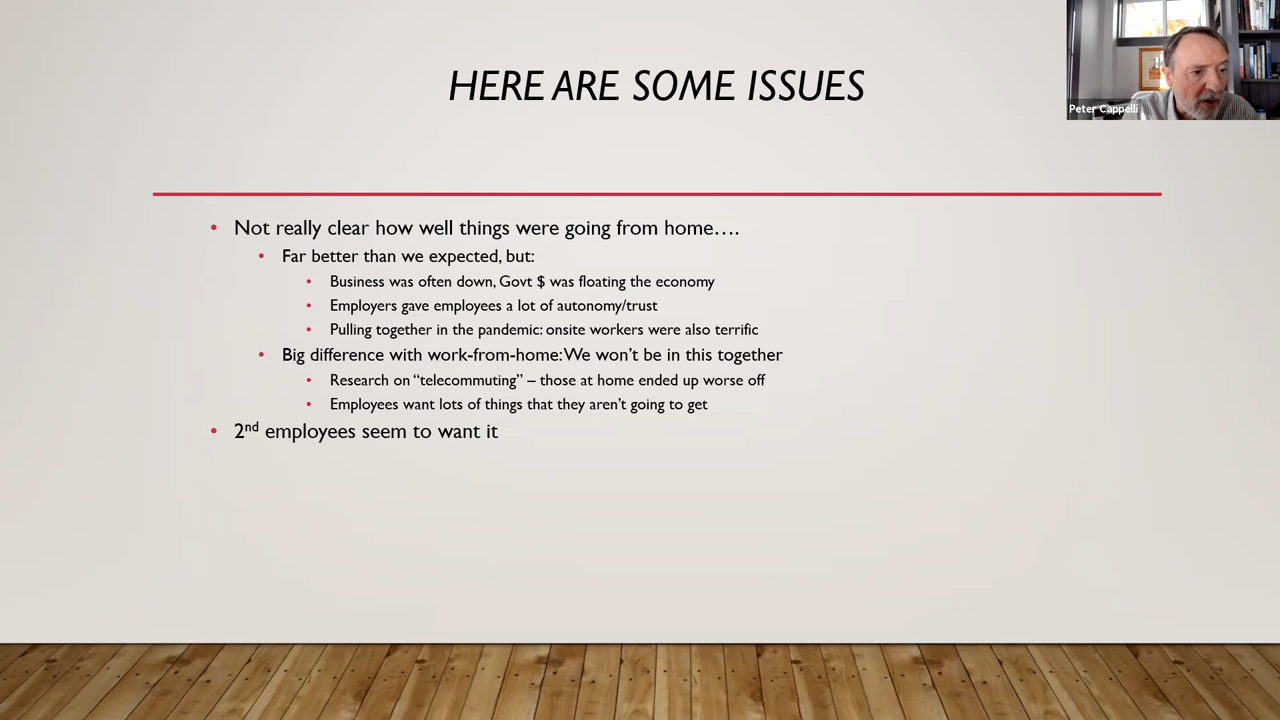 HERE ARE SOME ISSUES
Peter Cappelli
• Not really clear how well things were going from home….
• Far better than we expected, but:
• Business was often down, Govt $ was floating the economy
• Employers gave employees a lot of autonomy/trust
• Pulling together in the pandemic: onsite workers were also terrific
• Big difference with work-from-home: We won’t be in this together
• Research on “telecommuting” – those at home ended up worse off
• Employees want lots of things that they aren’t going to get
• 2nd employees seem to want it